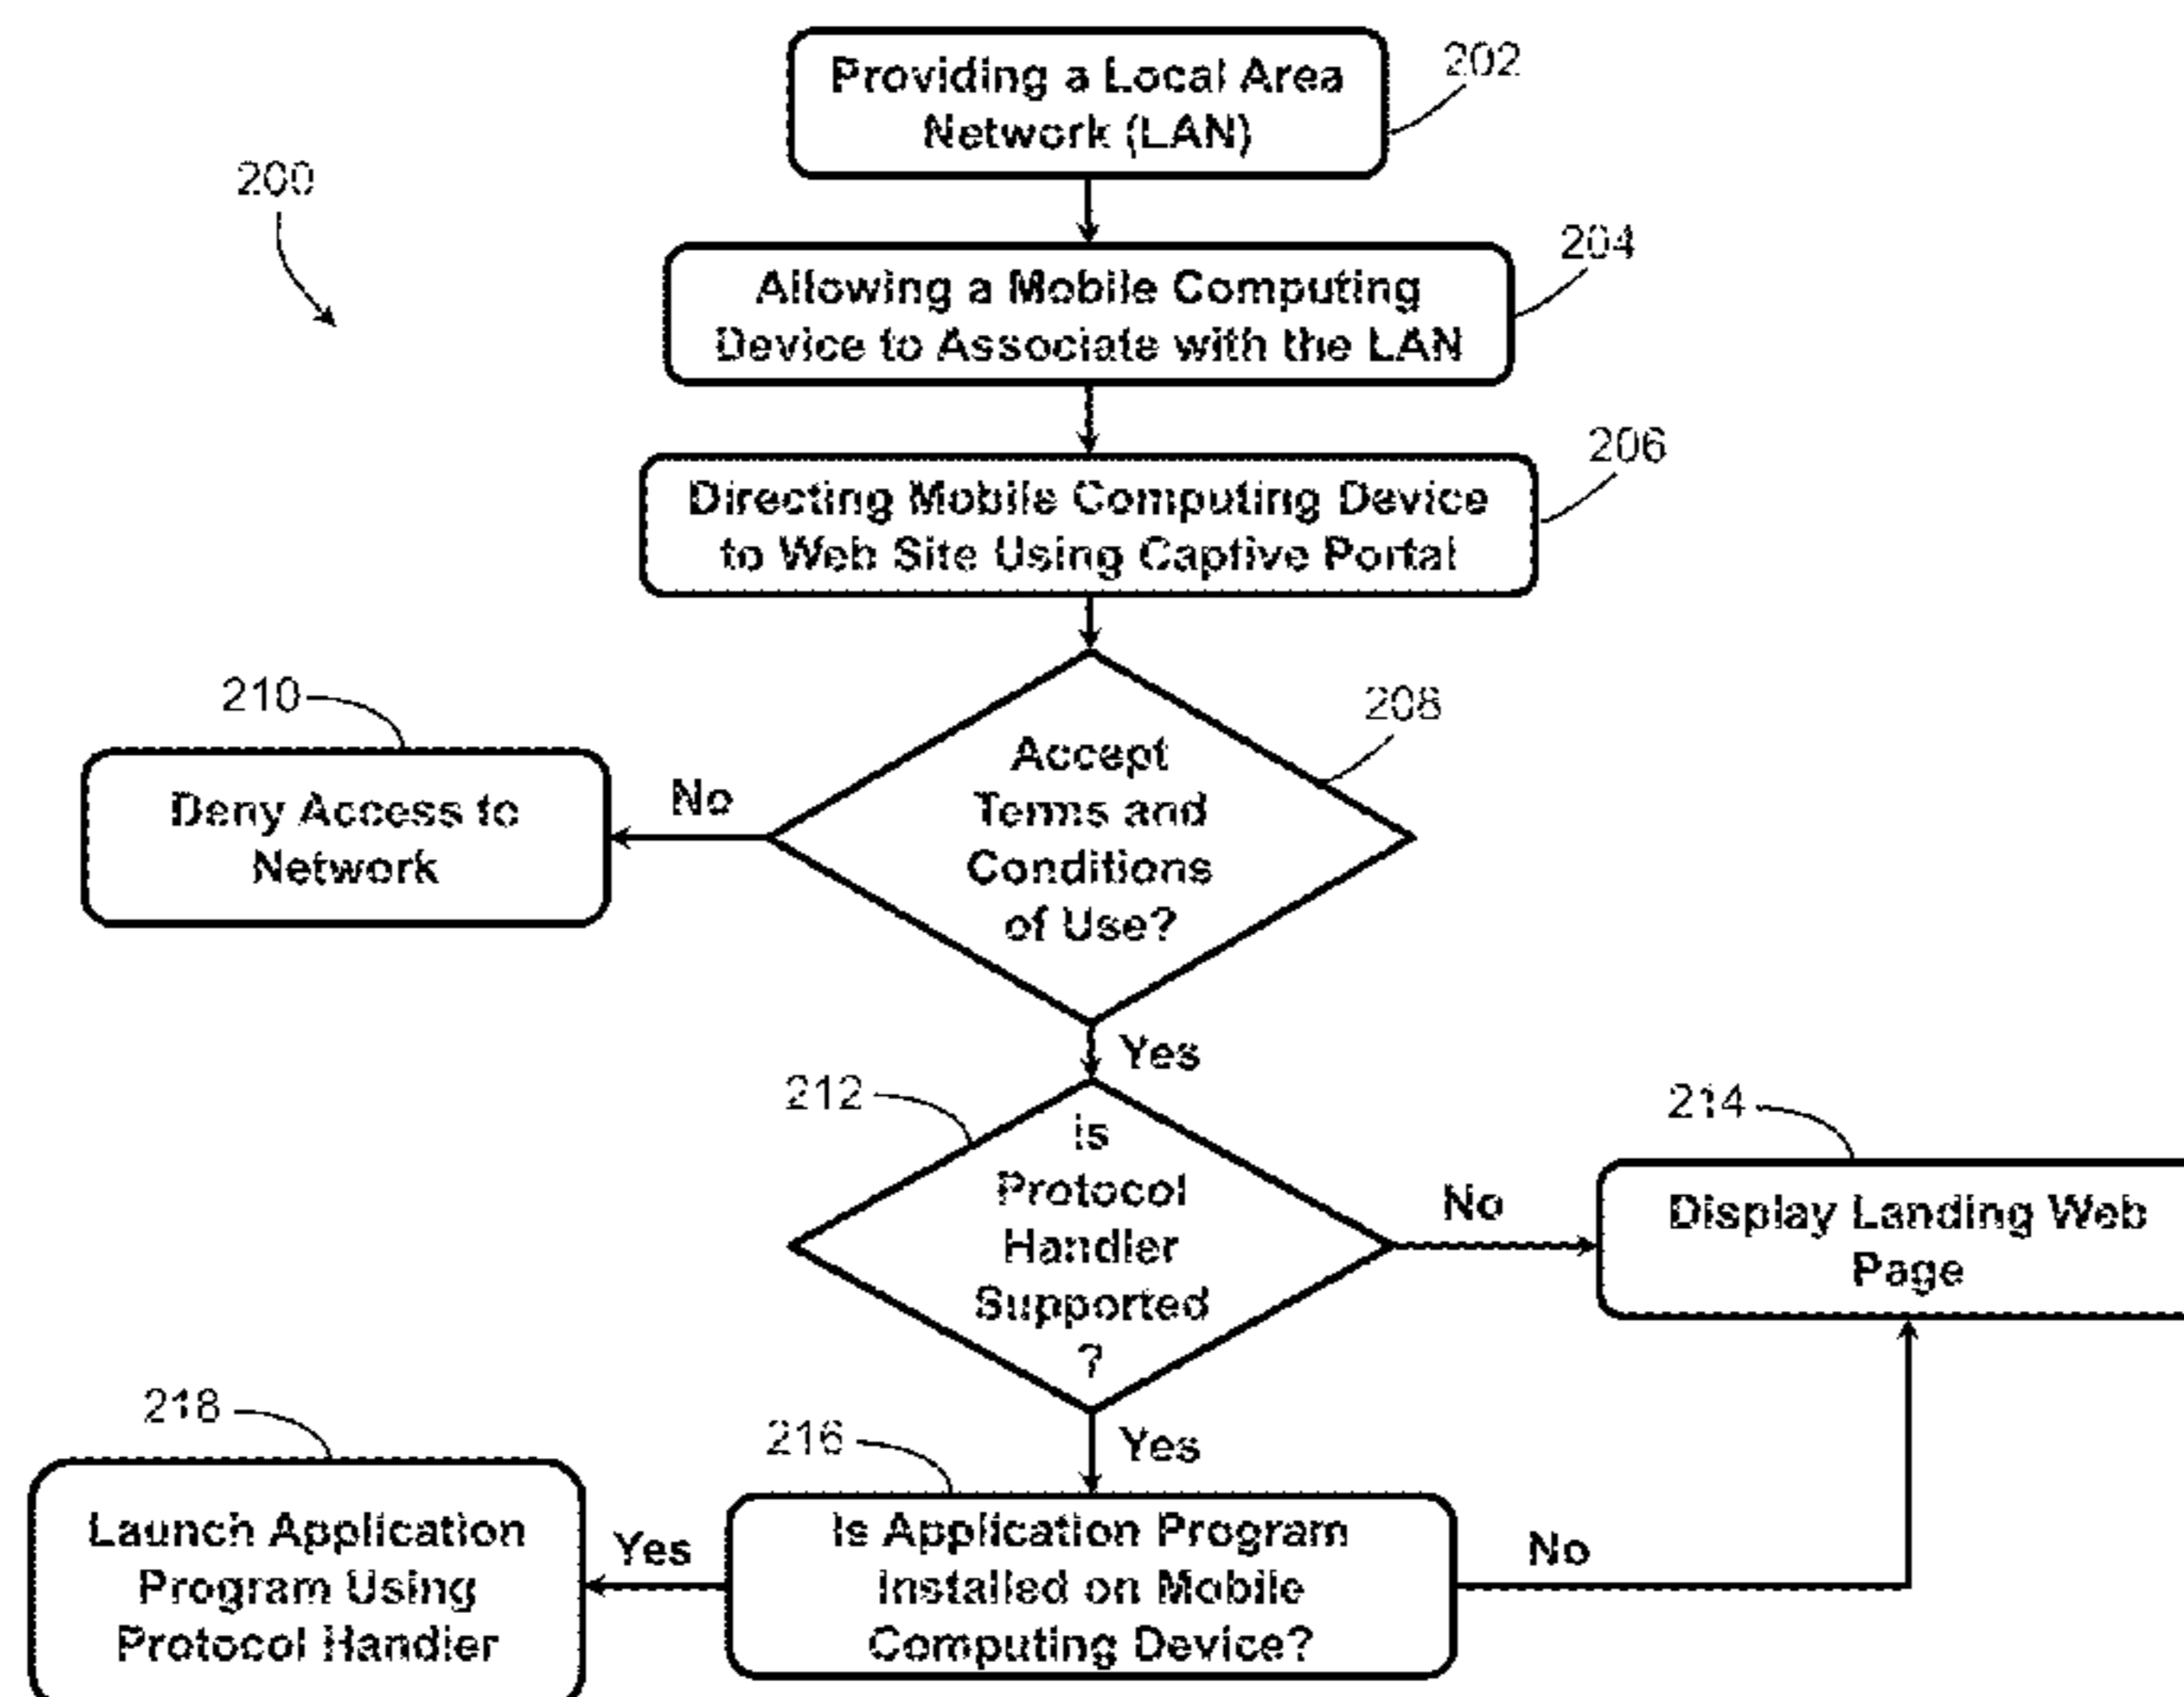 Providing a Local Area
Network (LAN)
202
200
Allowing a Mobile Computing
Device to Associate with the LAN
204
Directing Mobile Computing Device
to Web Site Using Captive Portal
206
210
Deny Access to
Network
No
Accept
Terms and
Conditions
of Use?
208
Yes
212
is
Protocol
Handler
Supported
?
No
214
Display Landing Web
Page
Yes
218
Launch Application
Program Using
Protocol Handler
Yes
216
Is Application Program
Installed on Mobile
Computing Device?
No